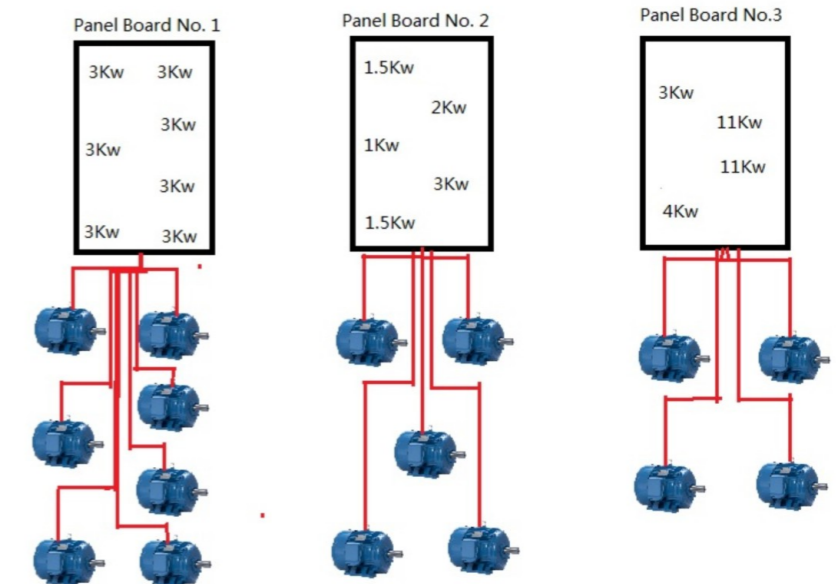 Panel Board No. 1
3Kw 3Kw
3Kw
3Kw
3Kw
3Kw
3Kw
Panel Board No. 2
1.5Kw
2Kw
1Kw
3Kw
1.5Kw
Panel Board No.3
3Kw
11Kw
11Kw
4Kw